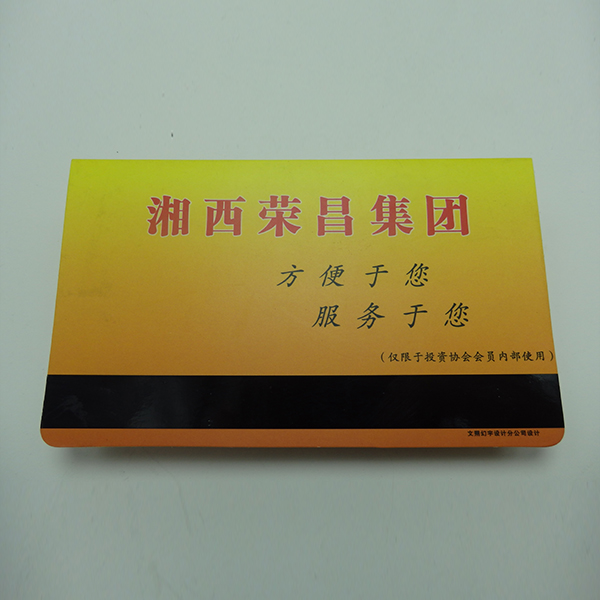 湘西荣昌集团
方便于您
服务于您
（仅限于投资协会会员内部使用）